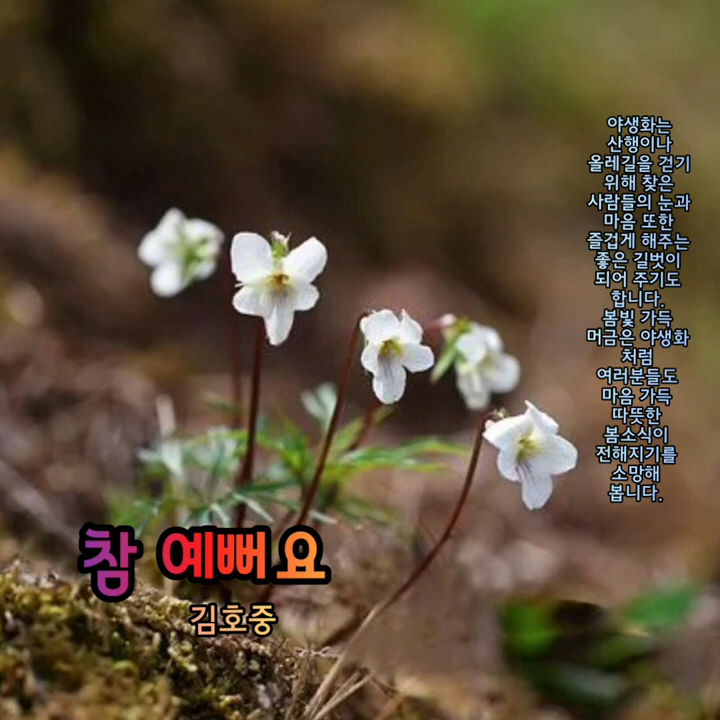 야생화는
산행이나
올레길을 걷기
위해 찾은
사람들의 눈과
마음 또한
즐겁게 해주는
좋은 길벗이
되어 주기도
합니다.
봄빛 가득
머금은 야생화
처럼
여러분들도
마음 가득
따뜻한
봄소식이
전해지기를
소망해
봅니다.
참 예뻐요
김호중